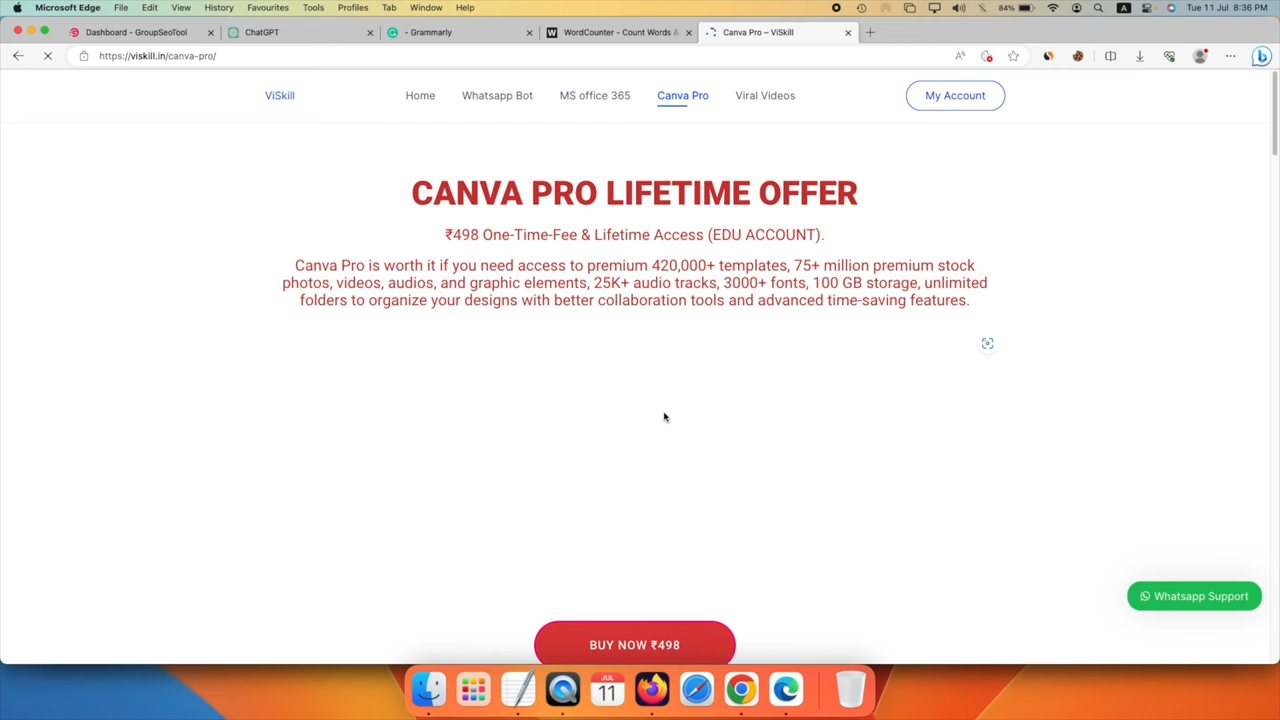 Microsoft Edge File Edit View History Favourites Tools Profiles Tab Window Help 84% A Tue 11 Jul 8:36 PM
Dashboard - GroupSeoTool ChatGPT - Grammarly WordCounter - Count Words & Canva Pro – ViSkill
https://viskill.in/canva-pro/
ViSkill Home Whatsapp Bot MS office 365 Canva Pro Viral Videos My Account
CANVA PRO LIFETIME OFFER
₹498 One-Time-Fee & Lifetime Access (EDU ACCOUNT).
Canva Pro is worth it if you need access to premium 420,000+ templates, 75+ million premium stock
photos, videos, audios, and graphic elements, 25K+ audio tracks, 3000+ fonts, 100 GB storage, unlimited
folders to organize your designs with better collaboration tools and advanced time-saving features.
Whatsapp Support
BUY NOW ₹498
JUL
11